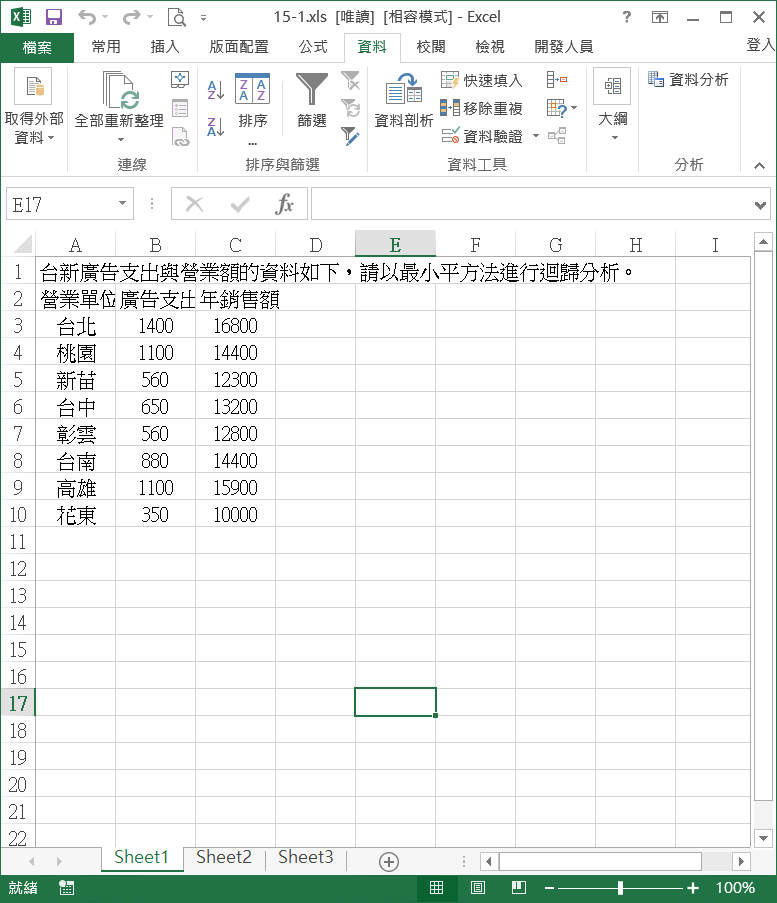 15-1.xls [唯讀] [相容模式] - Excel
?
檔案 常用 插入 版面配置 公式 資料 校閱 檢視 開發人員 登入
取得外部資料
全部重新整理
連線
排序
...
篩選
排序與篩選
資料剖析
快速填入
移除重複
資料驗證
資料工具
大綱
資料分析
分析
E17 fx
A B C D E F G H I
1 台新廣告支出與營業額的資料如下，請以最小平方法進行迴歸分析。
2 營業單位 廣告支出 年銷售額
3 台北 1400 16800
4 桃園 1100 14400
5 新苗 560 12300
6 台中 650 13200
7 彰雲 560 12800
8 台南 880 14400
9 高雄 1100 15900
10 花東 350 10000
11
12
13
14
15
16
17
18
19
20
21
22
Sheet1 Sheet2 Sheet3
就緒 100%